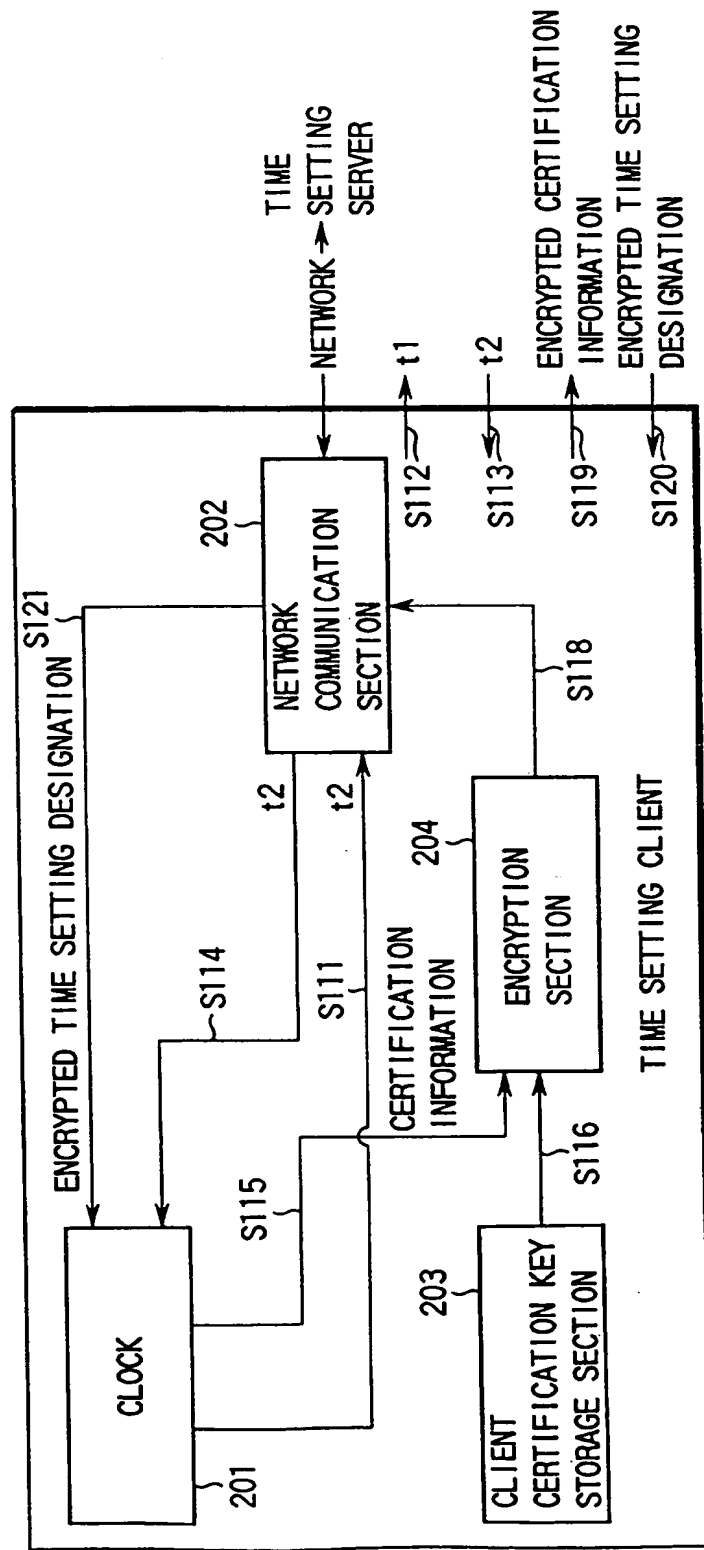 ENCRYPTED TIME SETTING DESIGNATION
S121
CLOCK
201
S114
S115
S111
t2
t2
202
NETWORK
COMMUNICATION
SECTION
NETWORK
TIME
SETTING
SERVER
CERTIFICATION
INFORMATION
203
CLIENT
CERTIFICATION KEY
STORAGE SECTION
S116
204
ENCRYPTION
SECTION
S118
S112
t1
S113
t2
S119
ENCRYPTED CERTIFICATION
INFORMATION
S120
ENCRYPTED TIME SETTING
DESIGNATION
TIME SETTING CLIENT